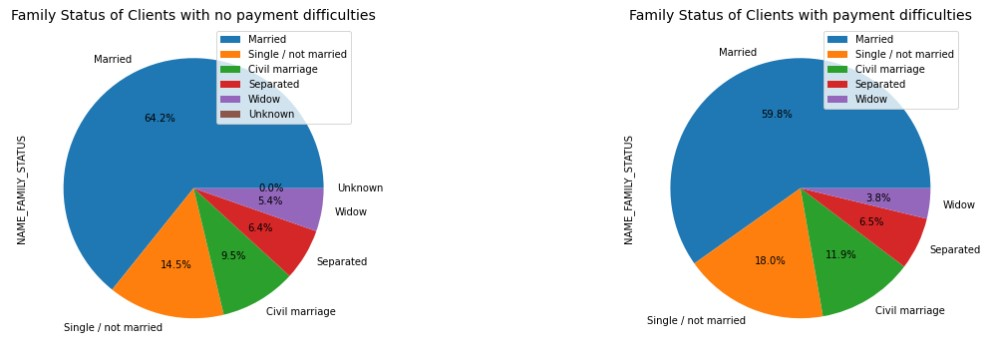 Family Status of Clients with no payment difficulties
Married
Single / not married
Civil marriage
Separated
Widow
Unknown
Married
64.2%
NAME_FAMILY_STATUS
0.0%
Unknown
5.4%
Widow
6.4%
Separated
9.5%
14.5%
Civil marriage
Single / not married
Family Status of Clients with payment difficulties
Married
Single / not married
Civil marriage
Separated
Widow
Married
59.8%
NAME_FAMILY_STATUS
3.8%
Widow
6.5%
Separated
11.9%
18.0%
Civil marriage
Single / not married